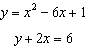 y = x² − 6x + 1
y + 2x = 6